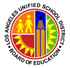 LOS ANGELES UNIFIED SCHOOL DISTRICT
BOARD OF EDUCATION